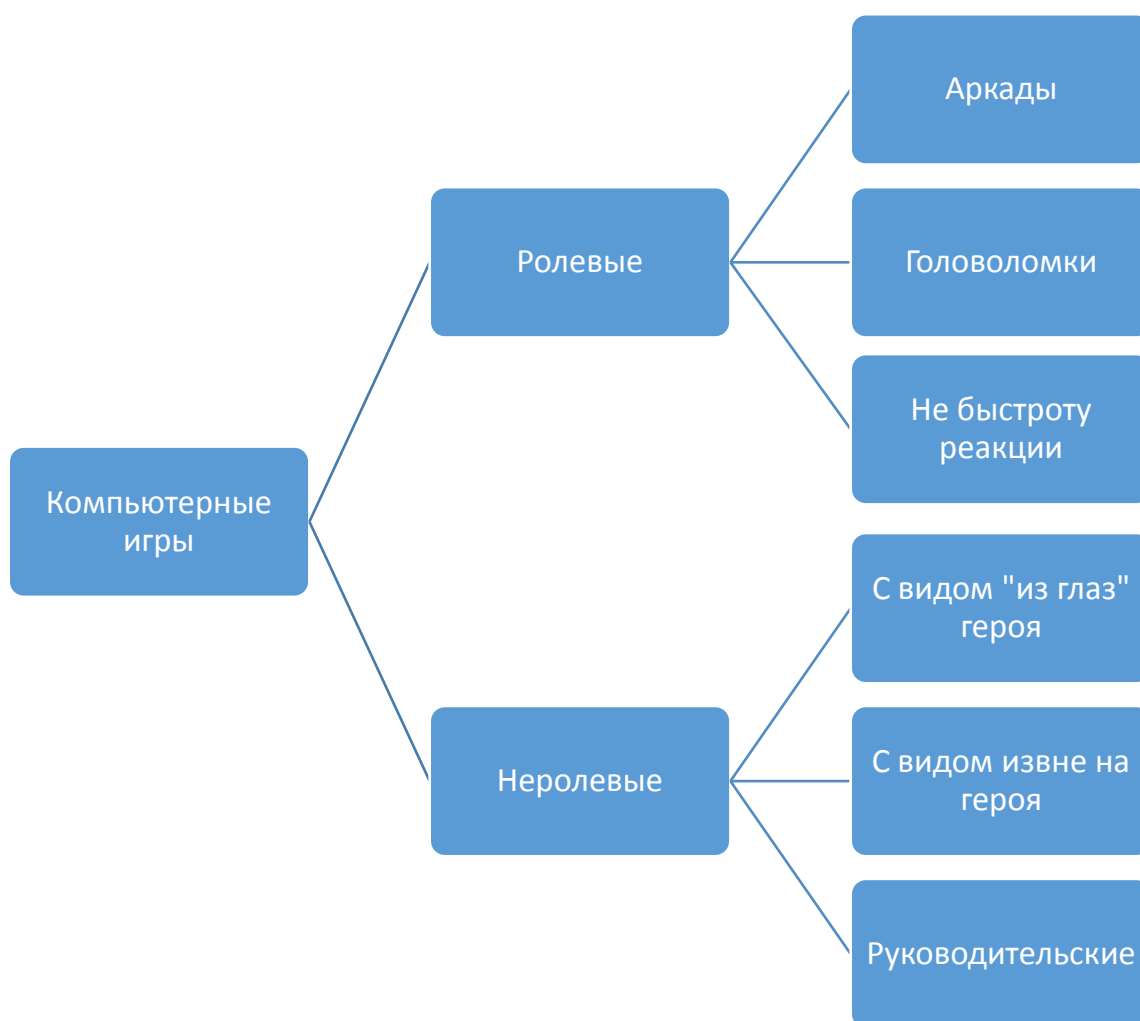 Аркады
Ролевые
Головоломки
Не быстроту
реакции
Компьютерные
игры
С видом "из глаз"
героя
Неролевые
С видом извне на
героя
Руководительские